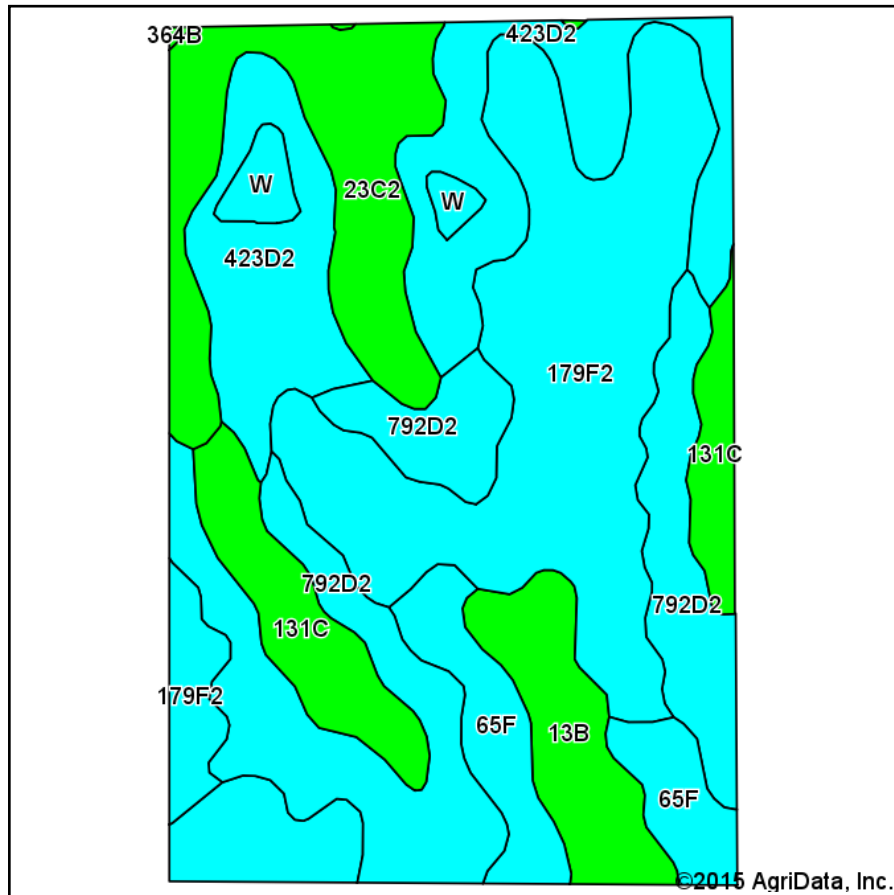 364B
423D2
W
23C2
W
423D2
179F2
792D2
131C
792D2
792D2
131C
179F2
65F
13B
65F
©2015 AgriData, Inc.